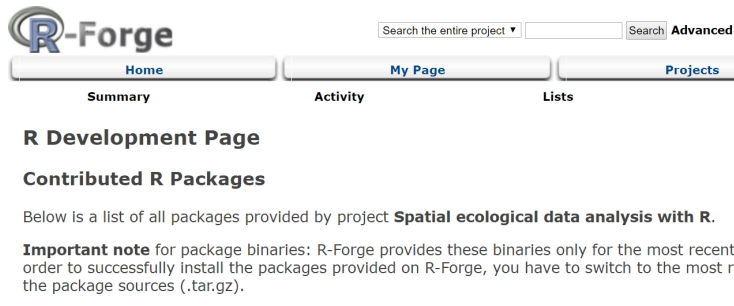 R-Forge
Search the entire project ▼ Search Advanced
Home My Page Projects
Summary Activity Lists
R Development Page
Contributed R Packages
Below is a list of all packages provided by project Spatial ecological data analysis with R.
Important note for package binaries: R-Forge provides these binaries only for the most recent
order to successfully install the packages provided on R-Forge, you have to switch to the most r
the package sources (.tar.gz).